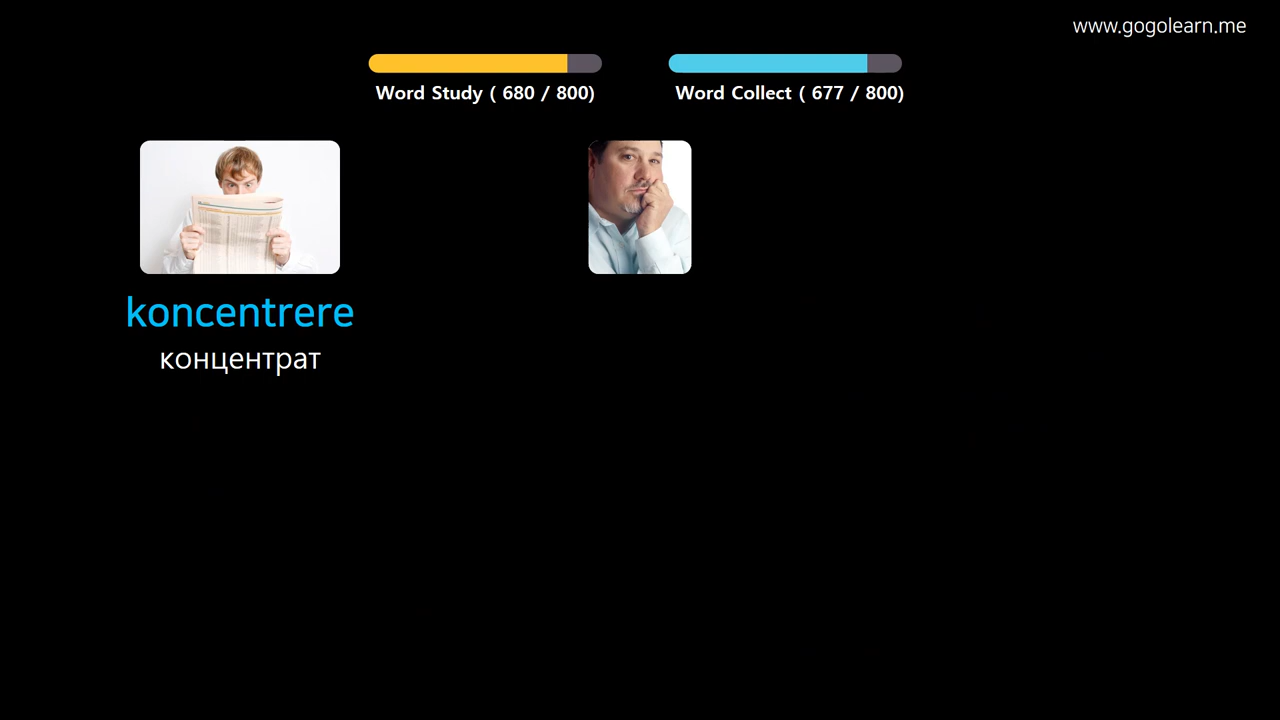 www.gogolearn.me
Word Study ( 680 / 800)
Word Collect ( 677 / 800)
koncentrere
концентрат